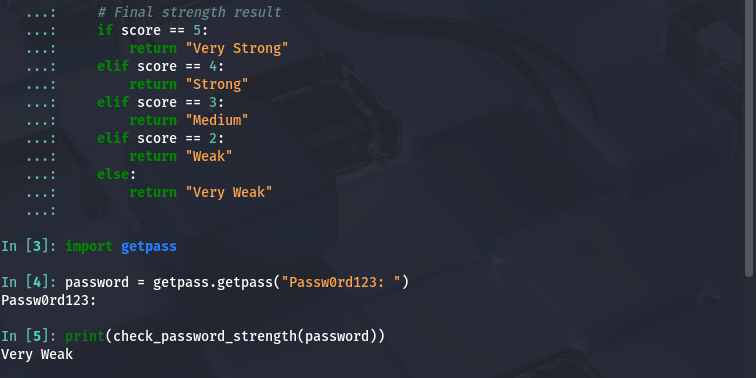 ...:     # Final strength result
...:     if score == 5:
...:         return "Very Strong"
...:     elif score == 4:
...:         return "Strong"
...:     elif score == 3:
...:         return "Medium"
...:     elif score == 2:
...:         return "Weak"
...:     else:
...:         return "Very Weak"
...:
In [3]: import getpass
In [4]: password = getpass.getpass("Passw0rd123: ")
Passw0rd123:
In [5]: print(check_password_strength(password))
Very Weak